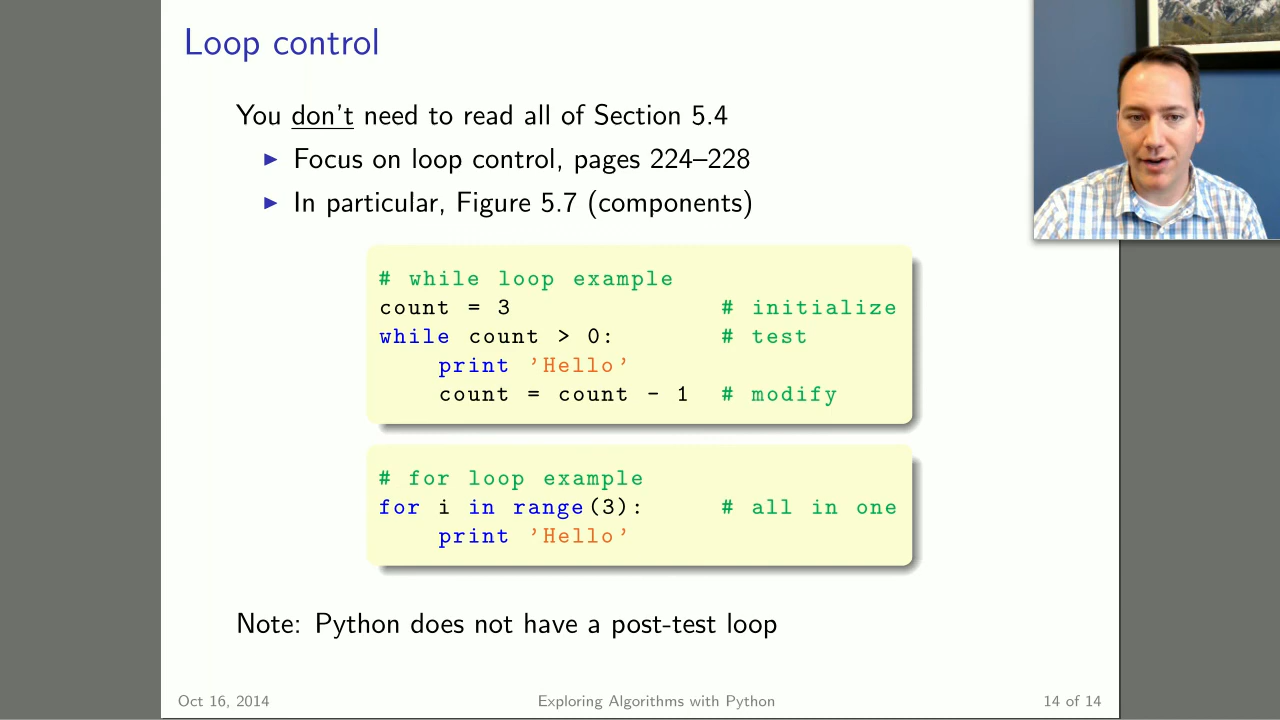 Loop control
You don't need to read all of Section 5.4
▶ Focus on loop control, pages 224–228
▶ In particular, Figure 5.7 (components)
# while loop example
count = 3 # initialize
while count > 0: # test
print 'Hello'
count = count - 1 # modify
# for loop example
for i in range(3): # all in one
print 'Hello'
Note: Python does not have a post-test loop
Oct 16, 2014 Exploring Algorithms with Python 14 of 14